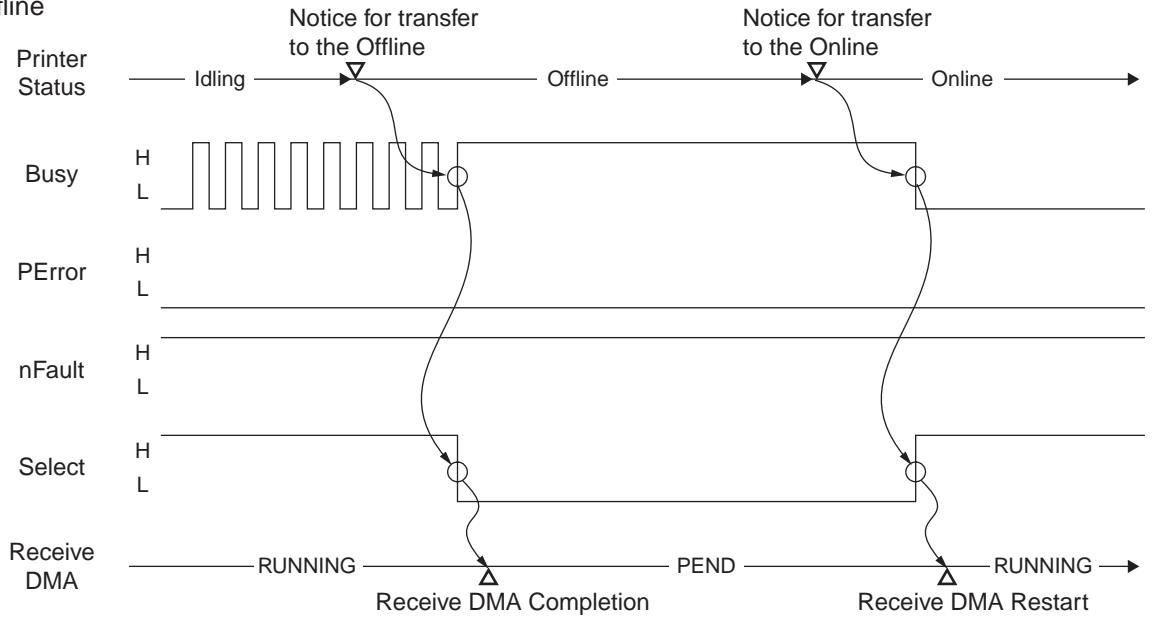 Notice for transfer
to the Offline
Notice for transfer
to the Online
Printer
Status
Idling
Offline
Online
Busy
H
L
PError
H
L
nFault
H
L
Select
H
L
Receive
DMA
RUNNING
PEND
RUNNING
Receive DMA Completion
Receive DMA Restart